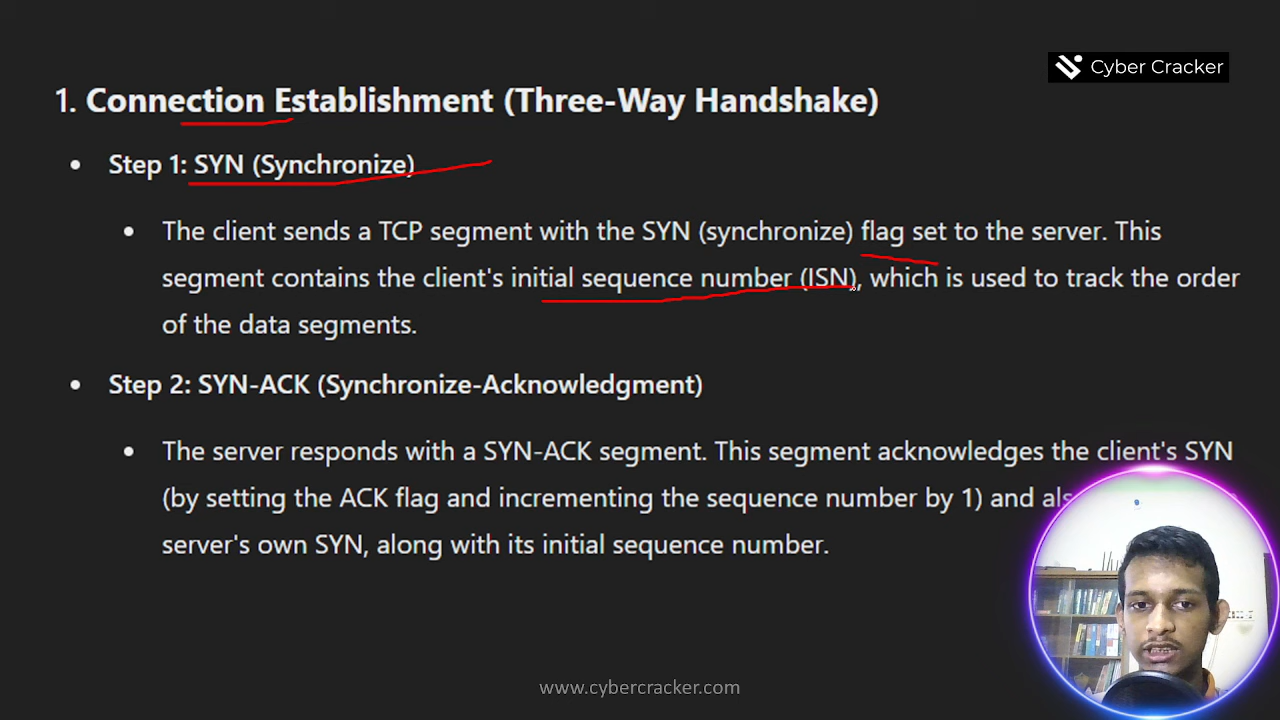 Cyber Cracker
1. Connection Establishment (Three-Way Handshake)
• Step 1: SYN (Synchronize)
• The client sends a TCP segment with the SYN (synchronize) flag set to the server. This
segment contains the client's initial sequence number (ISN), which is used to track the order
of the data segments.
• Step 2: SYN-ACK (Synchronize-Acknowledgment)
• The server responds with a SYN-ACK segment. This segment acknowledges the client's SYN
(by setting the ACK flag and incrementing the sequence number by 1) and
server's own SYN, along with its initial sequence number.
www.cybercracker.com